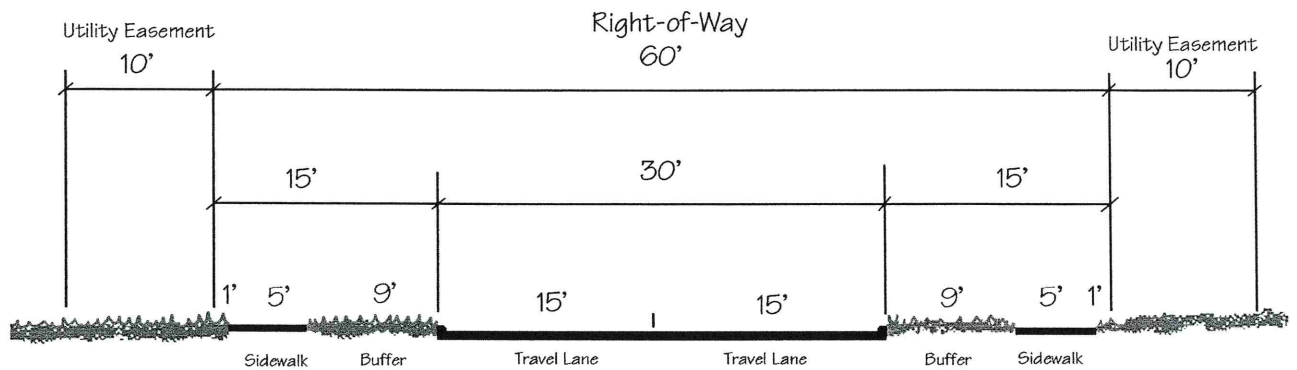 Right-of-Way
Utility Easement
Utility Easement
10’
60’
10’
15’
30’
15’
1’ 5’ 9’ 15’ 15’ 9’ 5’ 1’
Sidewalk Buffer Travel Lane Travel Lane Buffer Sidewalk